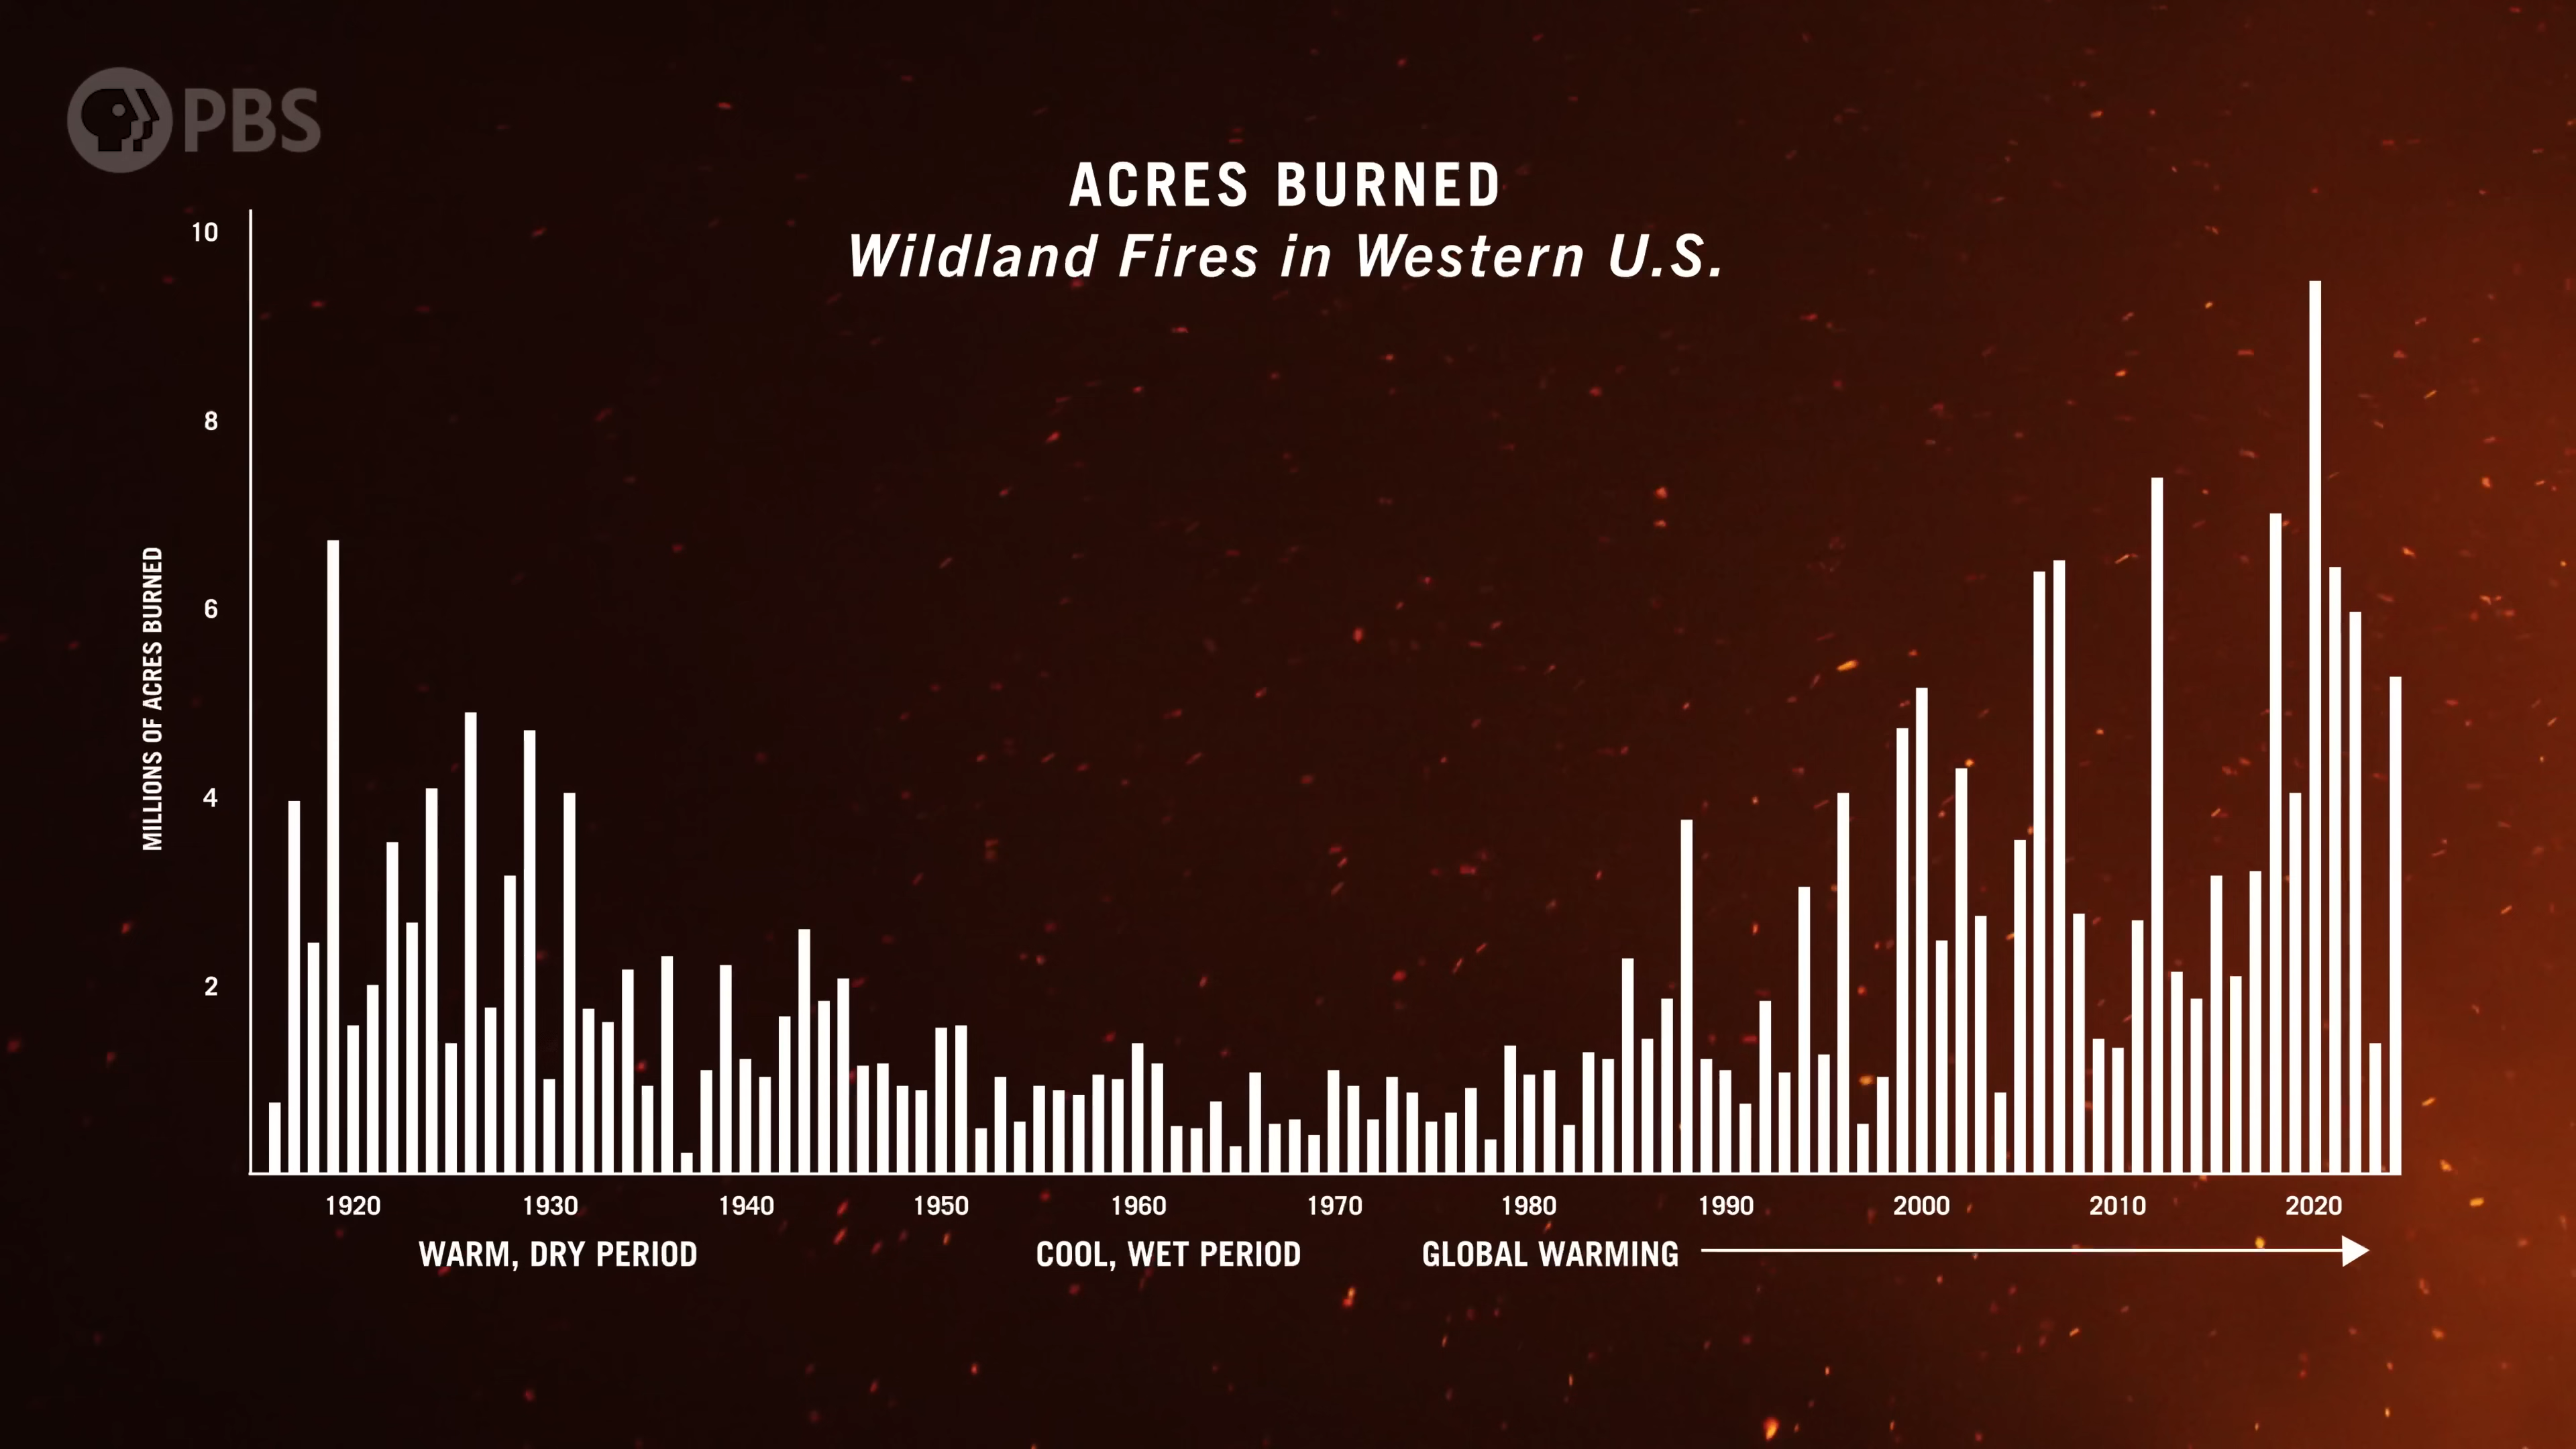 PBS
ACRES BURNED
Wildland Fires in Western U.S.
MILLIONS OF ACRES BURNED
10
8
6
4
2
1920 1930 1940 1950 1960 1970 1980 1990 2000 2010 2020
WARM, DRY PERIOD COOL, WET PERIOD GLOBAL WARMING